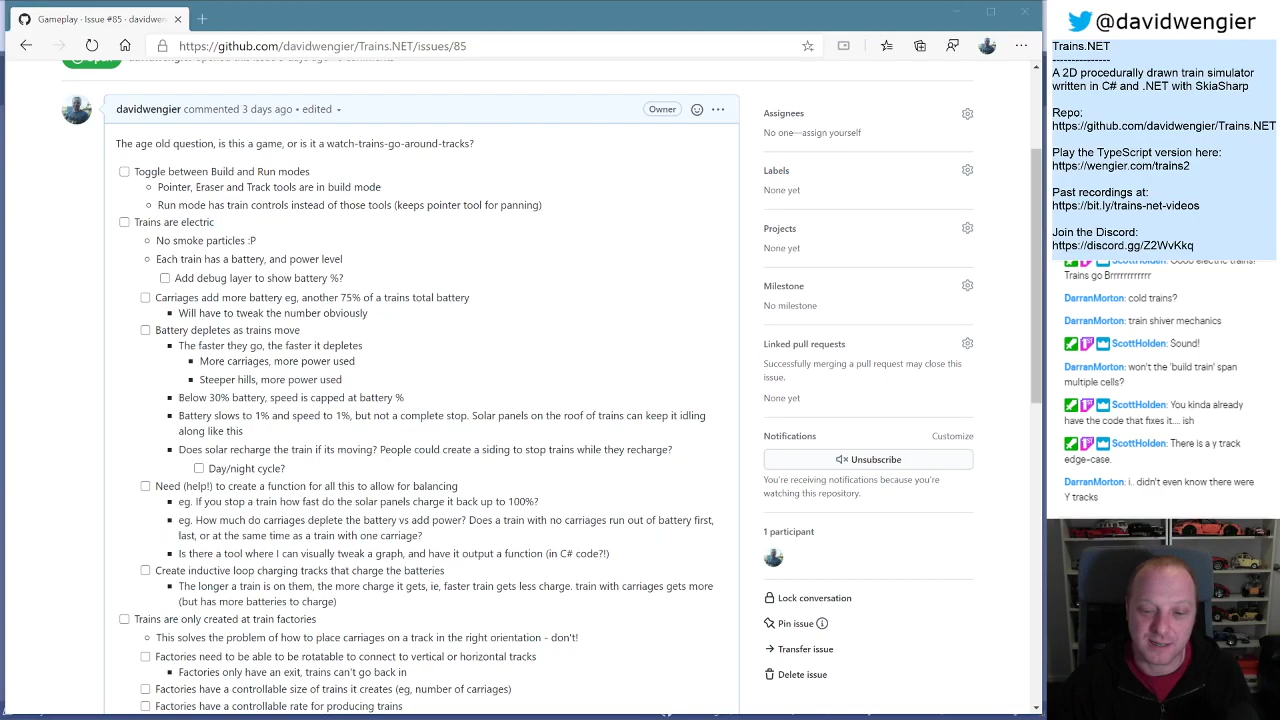 Gameplay · Issue #85 · davidwen
https://github.com/davidwengier/Trains.NET/issues/85
davidwengier commented 3 days ago • edited
Owner
The age old question, is this a game, or is it a watch-trains-go-around-tracks?
Toggle between Build and Run modes
Pointer, Eraser and Track tools are in build mode
Run mode has train controls instead of those tools (keeps pointer tool for panning)
Trains are electric
No smoke particles :P
Each train has a battery, and power level
Add debug layer to show battery %?
Carriages add more battery eg, another 75% of a trains total battery
Will have to tweak the number obviously
Battery depletes as trains move
The faster they go, the faster it depletes
More carriages, more power used
Steeper hills, more power used
Below 30% battery, speed is capped at battery %
Battery slows to 1% and speed to 1%, but not a complete stop. Solar panels on the roof of trains can keep it idling
along like this
Does solar recharge the train if its moving? People could create a siding to stop trains while they recharge?
Day/night cycle?
Need (help!) to create a function for all this to allow for balancing
eg. If you stop a train how fast do the solar panels charge it back up to 100%?
eg. How much do carriages deplete the battery vs add power? Does a train with no carriages run out of battery first,
last, or at the same time as a train with one carriage?
Is there a tool where I can visually tweak a graph, and have it output a function (in C# code?!)
Create inductive loop charging tracks that charge the batteries
The longer a train is on them, the more charge it gets, ie, faster train gets less charge. train with carriages gets more
(but has more batteries to charge)
Trains are only created at train factories
This solves the problem of how to place carriages on a track in the right orientation - don't!
Factories need to be able to be rotatable to connect to vertical or horizontal tracks
Factories only have an exit, trains can't go back in
Factories have a controllable size of trains it creates (eg, number of carriages)
Factories have a controllable rate for producing trains
Assignees
No one—assign yourself
Labels
None yet
Projects
None yet
Milestone
No milestone
Linked pull requests
Successfully merging a pull request may close this
issue.
None yet
Notifications
Customize
Unsubscribe
You're receiving notifications because you're
watching this repository.
1 participant
Lock conversation
Pin issue
Transfer issue
Delete issue
@davidwengier
Trains.NET
---------------
A 2D procedurally drawn train simulator
written in C# and .NET with SkiaSharp
Repo:
https://github.com/davidwengier/Trains.NET
Play the TypeScript version here:
https://wengier.com/trains2
Past recordings at:
https://bit.ly/trains-net-videos
Join the Discord:
https://discord.gg/Z2WvKkq
ScottHolden: Oooo electric trains!
Trains go Brrrrrrrrrrrr
DarranMorton: cold trains?
DarranMorton: train shiver mechanics
ScottHolden: Sound!
DarranMorton: won't the 'build train' span
multiple cells?
ScottHolden: You kinda already
have the code that fixes it.... ish
ScottHolden: There is a y track
edge-case.
DarranMorton: i.. didn't even know there were
Y tracks